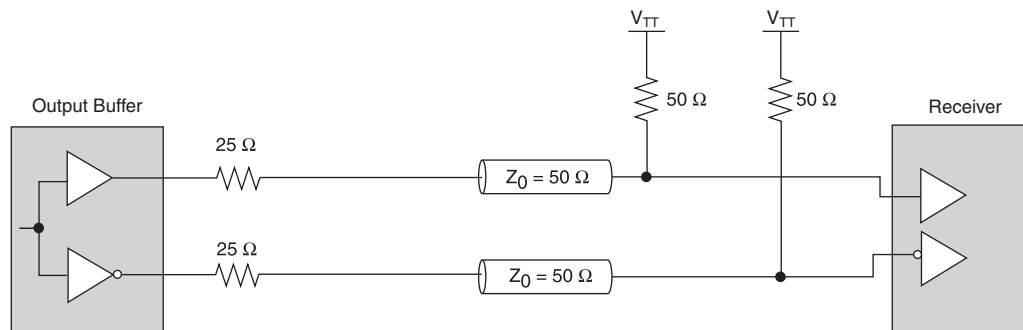 V_TT V_TT
50 Ω 50 Ω
Output Buffer Receiver
25 Ω
Z_0 = 50 Ω
25 Ω
Z_0 = 50 Ω